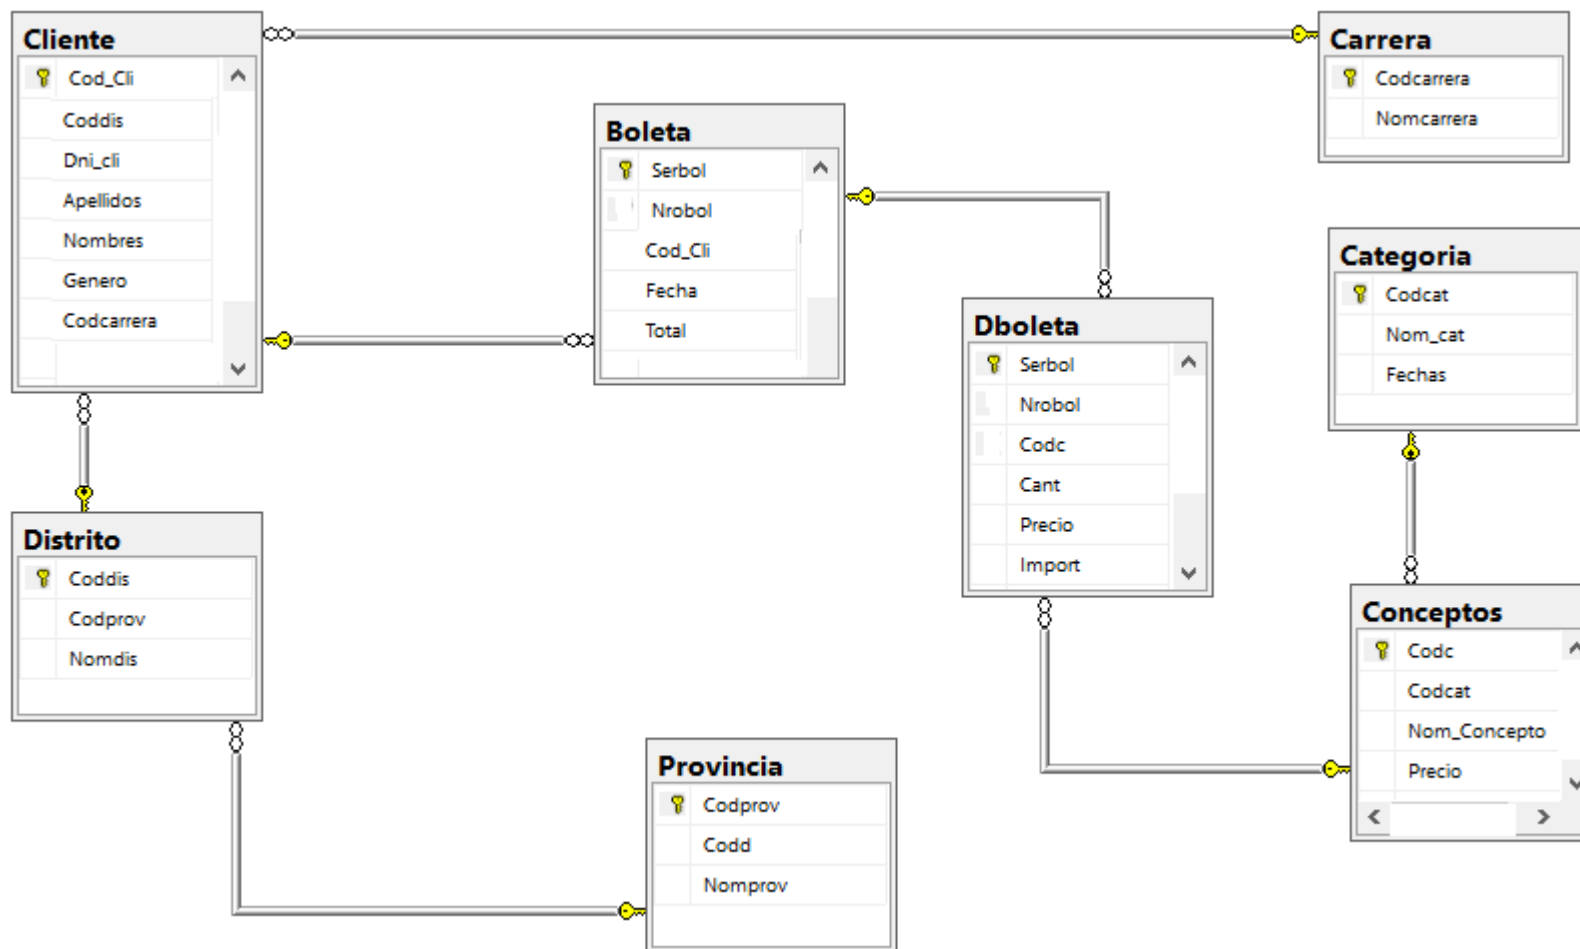 Cliente
Cod_Cli
Coddis
Dni_cli
Apellidos
Nombres
Genero
Codcarrera
Carrera
Codcarrera
Nomcarrera
Boleta
Serbol
Nrobol
Cod_Cli
Fecha
Total
Categoria
Codcat
Nom_cat
Fechas
Dboleta
Serbol
Nrobol
Codc
Cant
Precio
Import
Distrito
Coddis
Codprov
Nomdis
Conceptos
Codc
Codcat
Nom_Concepto
Precio
Provincia
Codprov
Codd
Nomprov